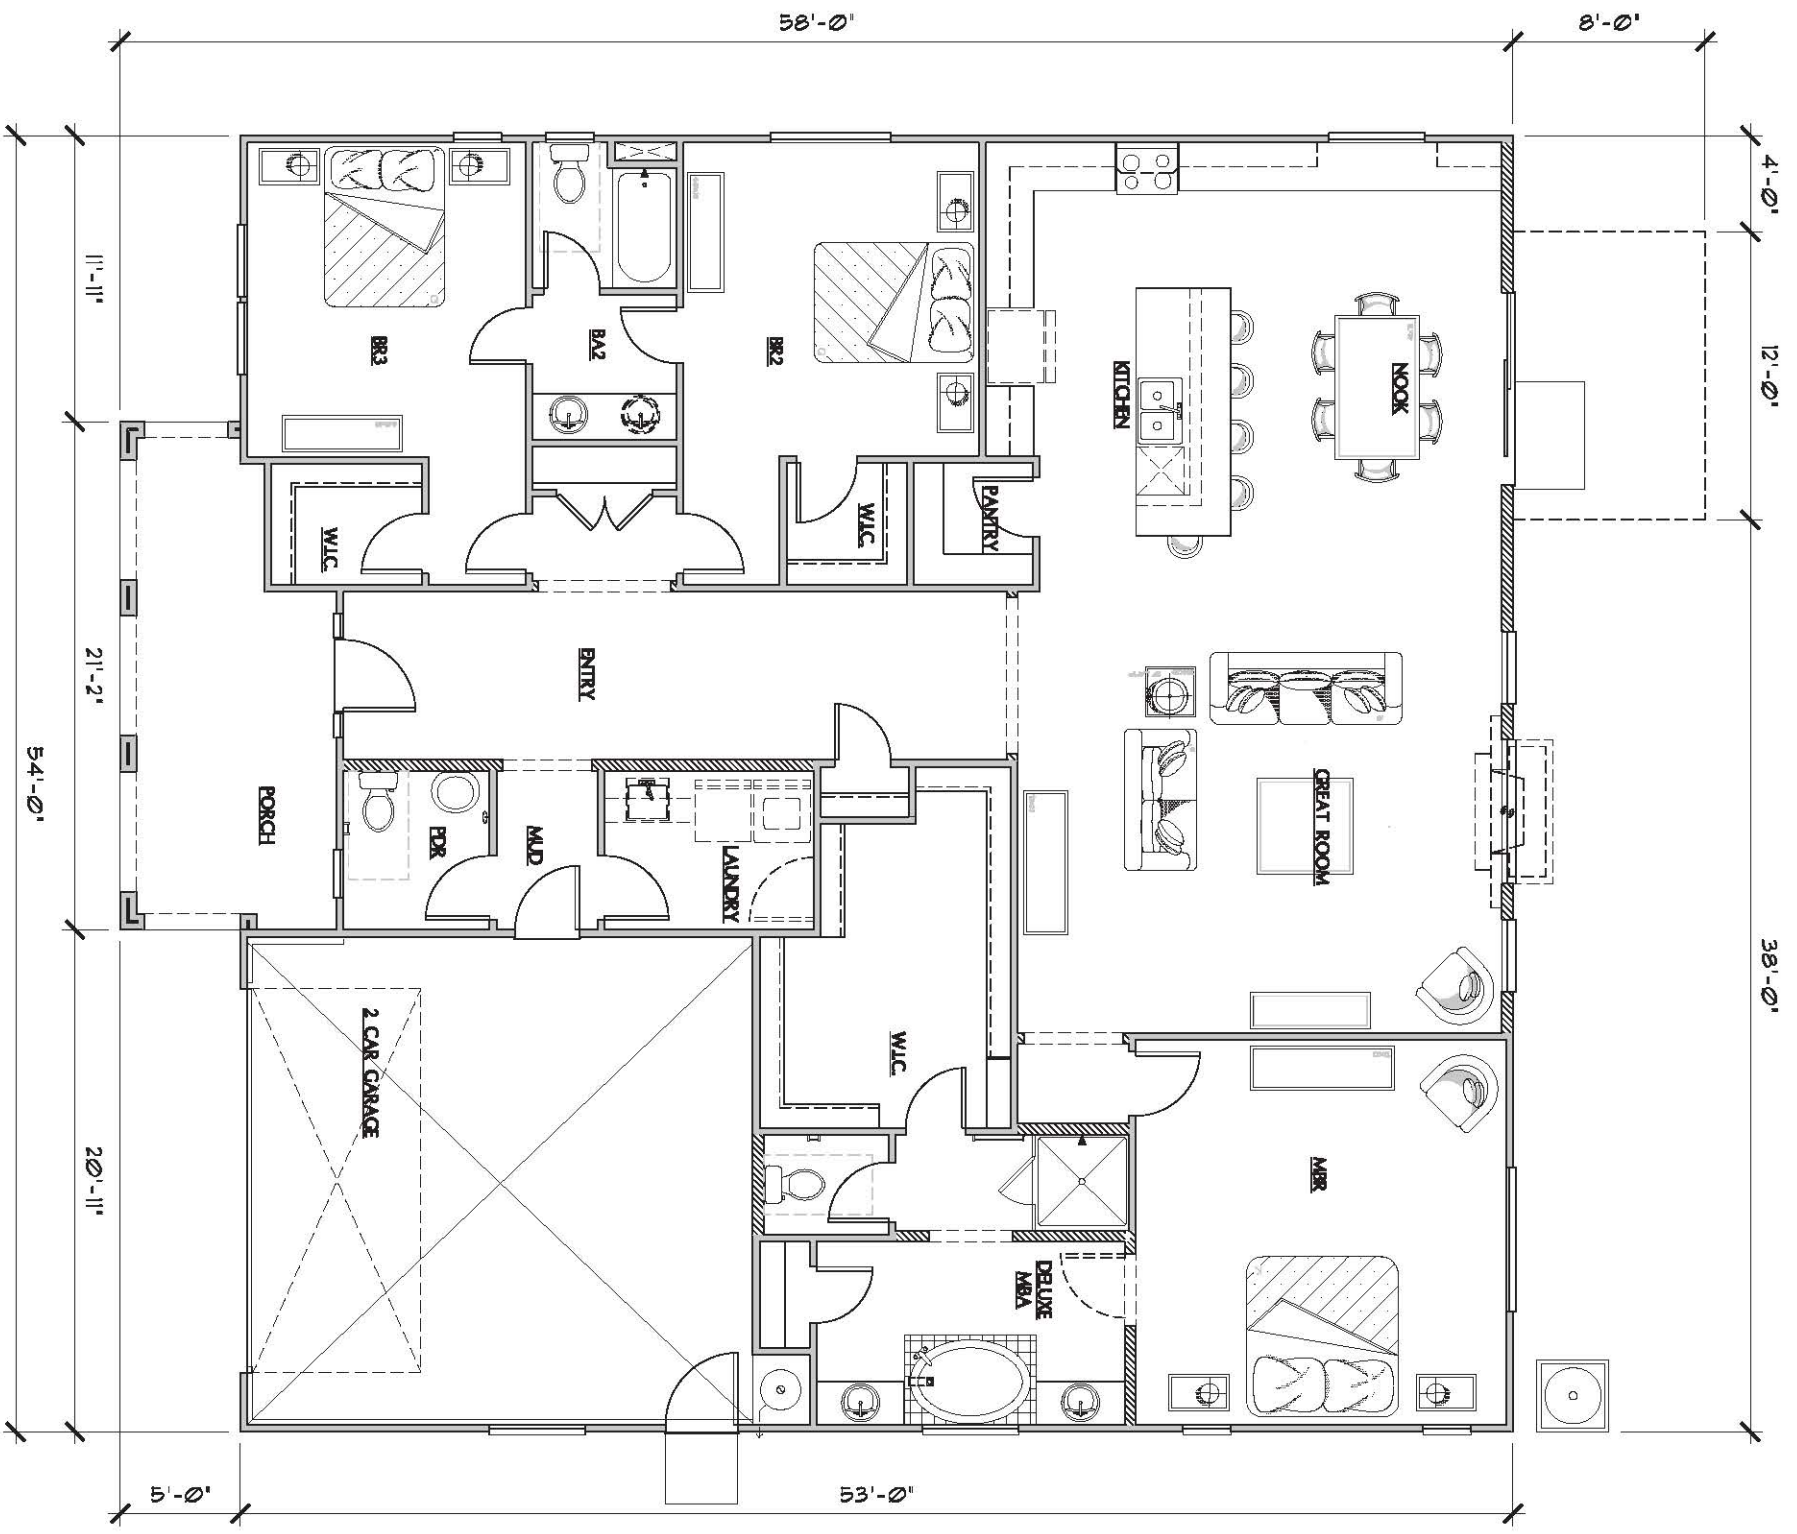 58'-0"
8'-0"
4'-0"
11'-11"
12'-0"
BR3
BA2
BR2
KITCHEN
NOOK
W.I.C.
W.I.C.
PANTRY
21'-2"
ENTRY
54'-0"
PORCH
PDR
MUD
LAUNDRY
GREAT ROOM
38'-0"
2 CAR GARAGE
W.I.C.
20'-11"
MBR
DELUXE
MBA
5'-0"
53'-0"